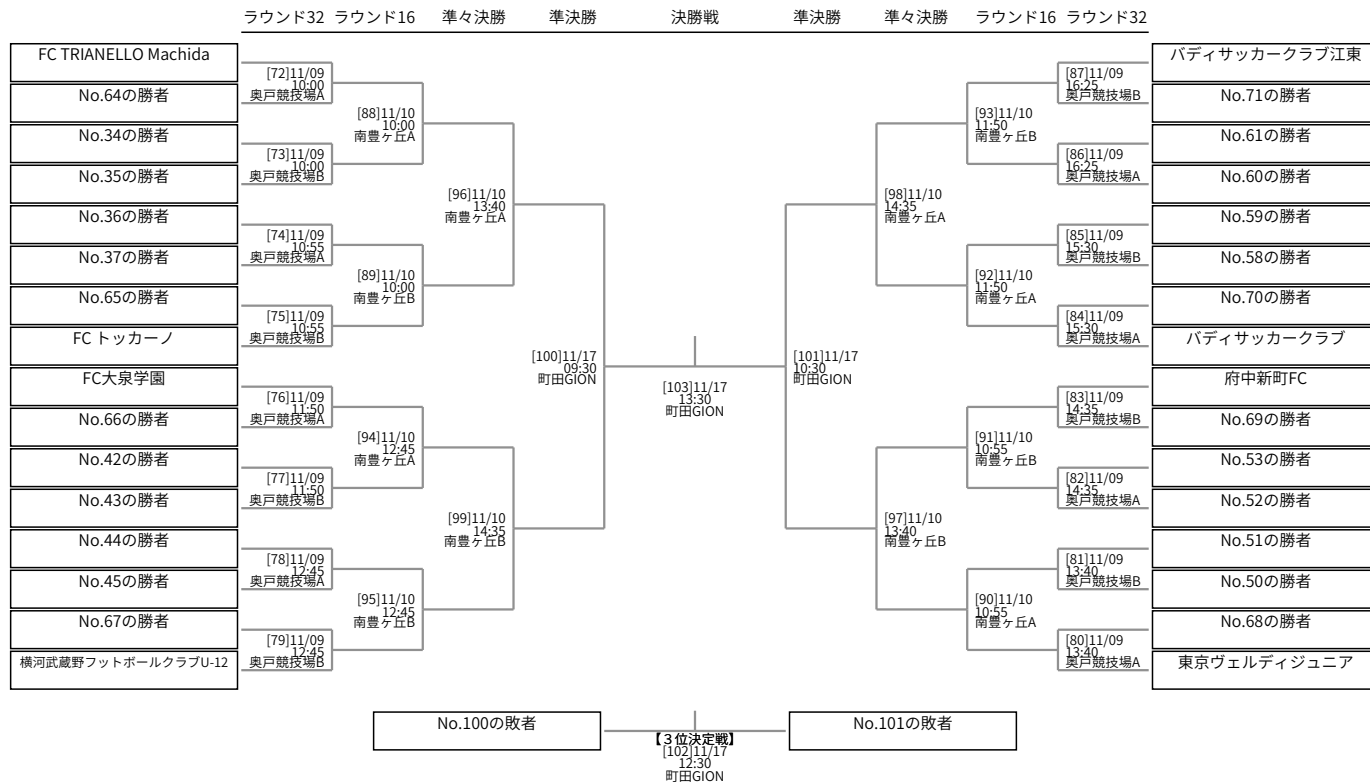 ラウンド32 ラウンド16 準々決勝 準決勝 決勝戦 準決勝 準々決勝 ラウンド16 ラウンド32
FC TRIANELLO Machida
No.64の勝者
No.34の勝者
No.35の勝者
No.36の勝者
No.37の勝者
No.65の勝者
FC トッカーノ
FC大泉学園
No.66の勝者
No.42の勝者
No.43の勝者
No.44の勝者
No.45の勝者
No.67の勝者
横河武蔵野フットボールクラブU-12
[72]11/09
10:00
奥戸競技場A
[73]11/09
10:00
奥戸競技場B
[74]11/09
10:55
奥戸競技場A
[75]11/09
10:55
奥戸競技場B
[76]11/09
11:50
奥戸競技場A
[77]11/09
11:50
奥戸競技場B
[78]11/09
12:45
奥戸競技場A
[79]11/09
12:45
奥戸競技場B
[88]11/10
10:00
南豊ヶ丘A
[89]11/10
10:00
南豊ヶ丘B
[94]11/10
12:45
南豊ヶ丘A
[95]11/10
12:45
南豊ヶ丘B
[96]11/10
13:40
南豊ヶ丘A
[99]11/10
14:35
南豊ヶ丘B
[100]11/17
09:30
町田GION
[103]11/17
13:30
町田GION
[101]11/17
10:30
町田GION
[98]11/10
14:35
南豊ヶ丘A
[97]11/10
13:40
南豊ヶ丘B
[93]11/10
11:50
南豊ヶ丘B
[92]11/10
11:50
南豊ヶ丘A
[91]11/10
10:55
南豊ヶ丘B
[90]11/10
10:55
南豊ヶ丘A
[87]11/09
16:25
奥戸競技場B
[86]11/09
16:25
奥戸競技場A
[85]11/09
15:30
奥戸競技場B
[84]11/09
15:30
奥戸競技場A
[83]11/09
14:35
奥戸競技場B
[82]11/09
14:35
奥戸競技場A
[81]11/09
13:40
奥戸競技場B
[80]11/09
13:40
奥戸競技場A
バディサッカークラブ江東
No.71の勝者
No.61の勝者
No.60の勝者
No.59の勝者
No.58の勝者
No.70の勝者
バディサッカークラブ
府中新町FC
No.69の勝者
No.53の勝者
No.52の勝者
No.51の勝者
No.50の勝者
No.68の勝者
東京ヴェルディジュニア
No.100の敗者
No.101の敗者
【３位決定戦】
[102]11/17
12:30
町田GION